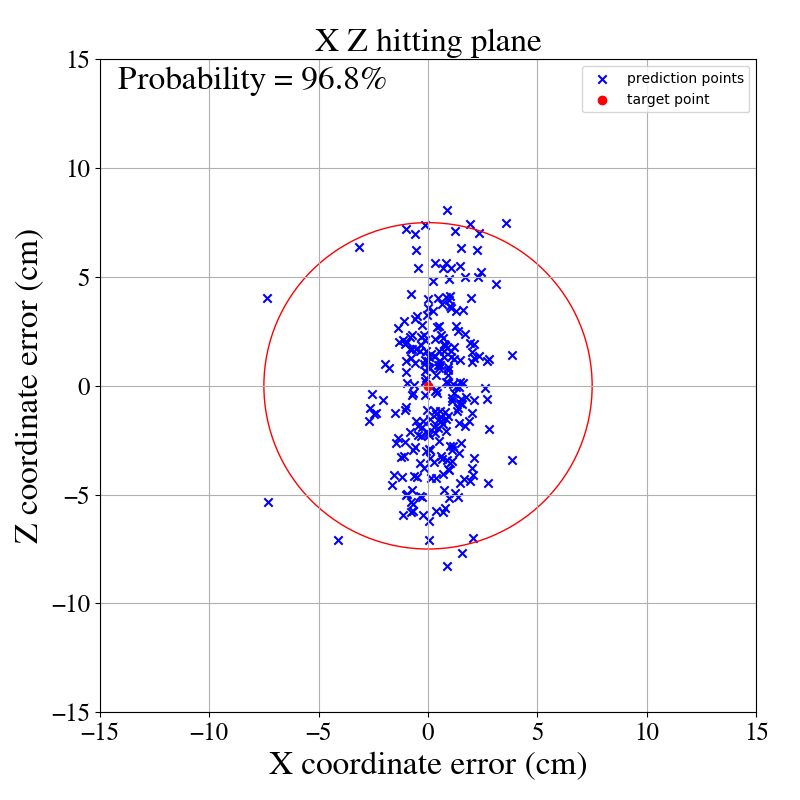 X Z hitting plane
Probability = 96.8%
prediction points
target point
15
10
5
0
−5
−10
−15
Z coordinate error (cm)
−15 −10 −5 0 5 10 15
X coordinate error (cm)